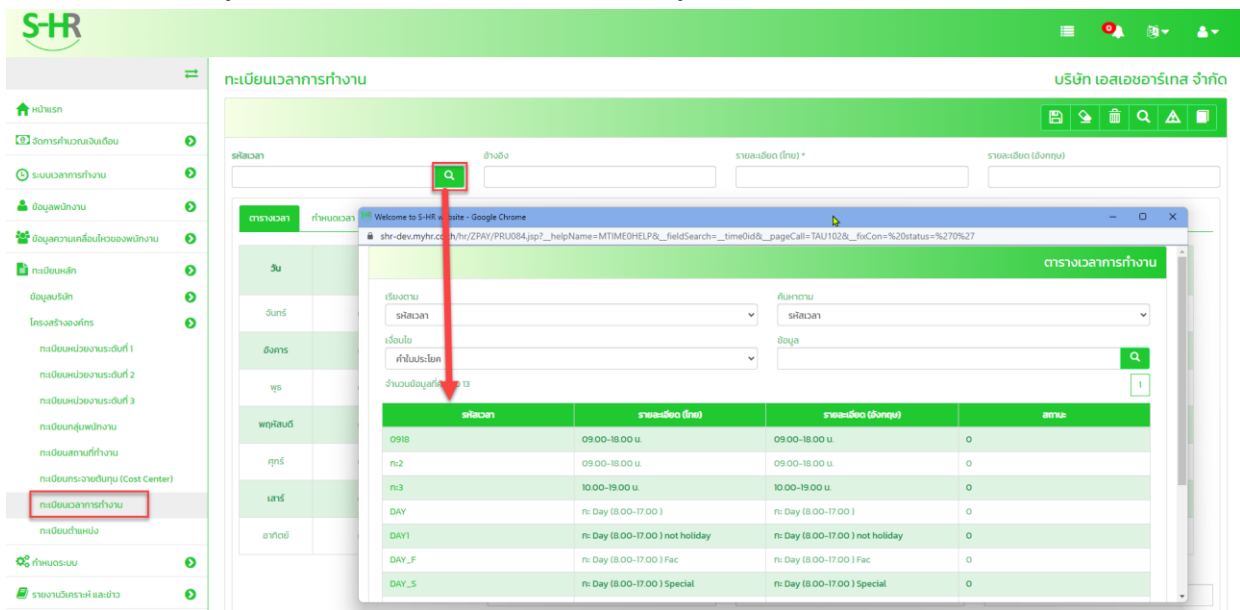 S-HR
0
ทะเบียนเวลาการทำงาน
บริษัท เอสเอชอาร์เทส จำกัด
หน้าแรก
จัดการคำนวณเงินเดือน
ระบบเวลาการทำงาน
ข้อมูลพนักงาน
ข้อมูลความเคลื่อนไหวของพนักงาน
ทะเบียนหลัก
ข้อมูลบริษัท
โครงสร้างองค์กร
ทะเบียนหน่วยงานระดับที่ 1
ทะเบียนหน่วยงานระดับที่ 2
ทะเบียนหน่วยงานระดับที่ 3
ทะเบียนกลุ่มพนักงาน
ทะเบียนสถานที่ทำงาน
ทะเบียนกระจายต้นทุน (Cost Center)
ทะเบียนเวลาการทำงาน
ทะเบียนตำแหน่ง
กำหนดระบบ
รายงานวิเคราะห์ และข่าว
รหัสเวลา อ้างอิง รายละเอียด (ไทย) * รายละเอียด (อังกฤษ)
ตารางเวลา กำหนดเวลา
วัน
จันทร์
อังคาร
พุธ
พฤหัสบดี
ศุกร์
เสาร์
อาทิตย์
Welcome to S-HR website - Google Chrome
shr-dev.myhr.co.th/hr/ZPAY/PRU084.jsp?__helpName=MTIME0HELP&__fieldSearch=__time0id&__pageCall=TAU102&__fixCon=%20status=%270%27
ตารางเวลาการทำงาน
เรียงตาม ค้นหาตาม
รหัสเวลา รหัสเวลา
เงื่อนไข ข้อมูล
คำในประโยค
จำนวนข้อมูลที่ 13 1
รหัสเวลา รายละเอียด (ไทย) รายละเอียด (อังกฤษ) สถานะ
0918 09.00-18.00 น. 09.00-18.00 น. 0
กะ2 09.00-18.00 น. 09.00-18.00 น. 0
กะ3 10.00-19.00 น. 10.00-19.00 น. 0
DAY กะ Day (8.00-17.00 ) กะ Day (8.00-17.00 ) 0
DAY1 กะ Day (8.00-17.00 ) not holiday กะ Day (8.00-17.00 ) not holiday 0
DAY_F กะ Day (8.00-17.00 ) Fac กะ Day (8.00-17.00 ) Fac 0
DAY_S กะ Day (8.00-17.00 ) Special กะ Day (8.00-17.00 ) Special 0